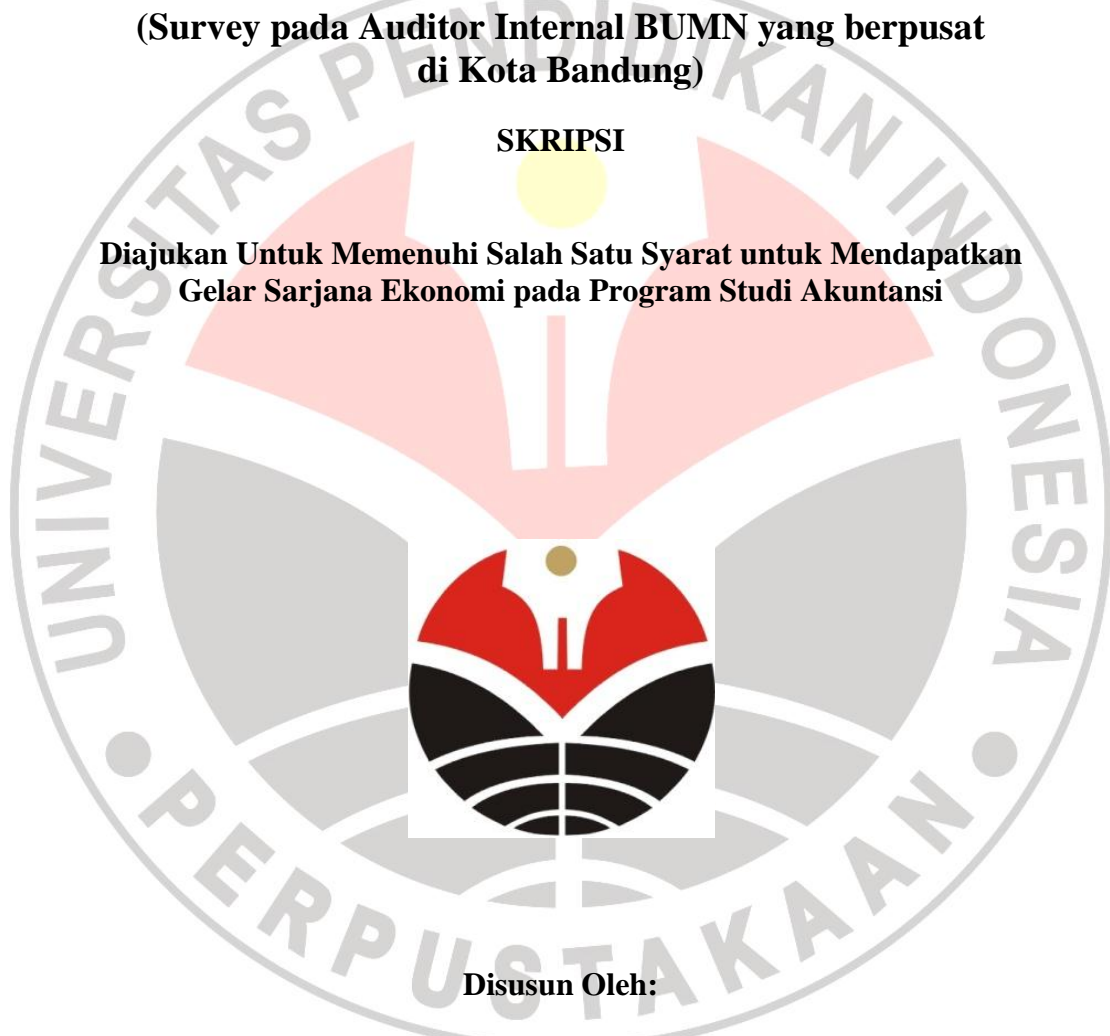 (Survey pada Auditor Internal BUMN yang berpusat
di Kota Bandung)
SKRIPSI
Diajukan Untuk Memenuhi Salah Satu Syarat untuk Mendapatkan
Gelar Sarjana Ekonomi pada Program Studi Akuntansi
UNIVERSITAS PENDIDIKAN INDONESIA
PERPUSTAKAAN
Disusun Oleh: